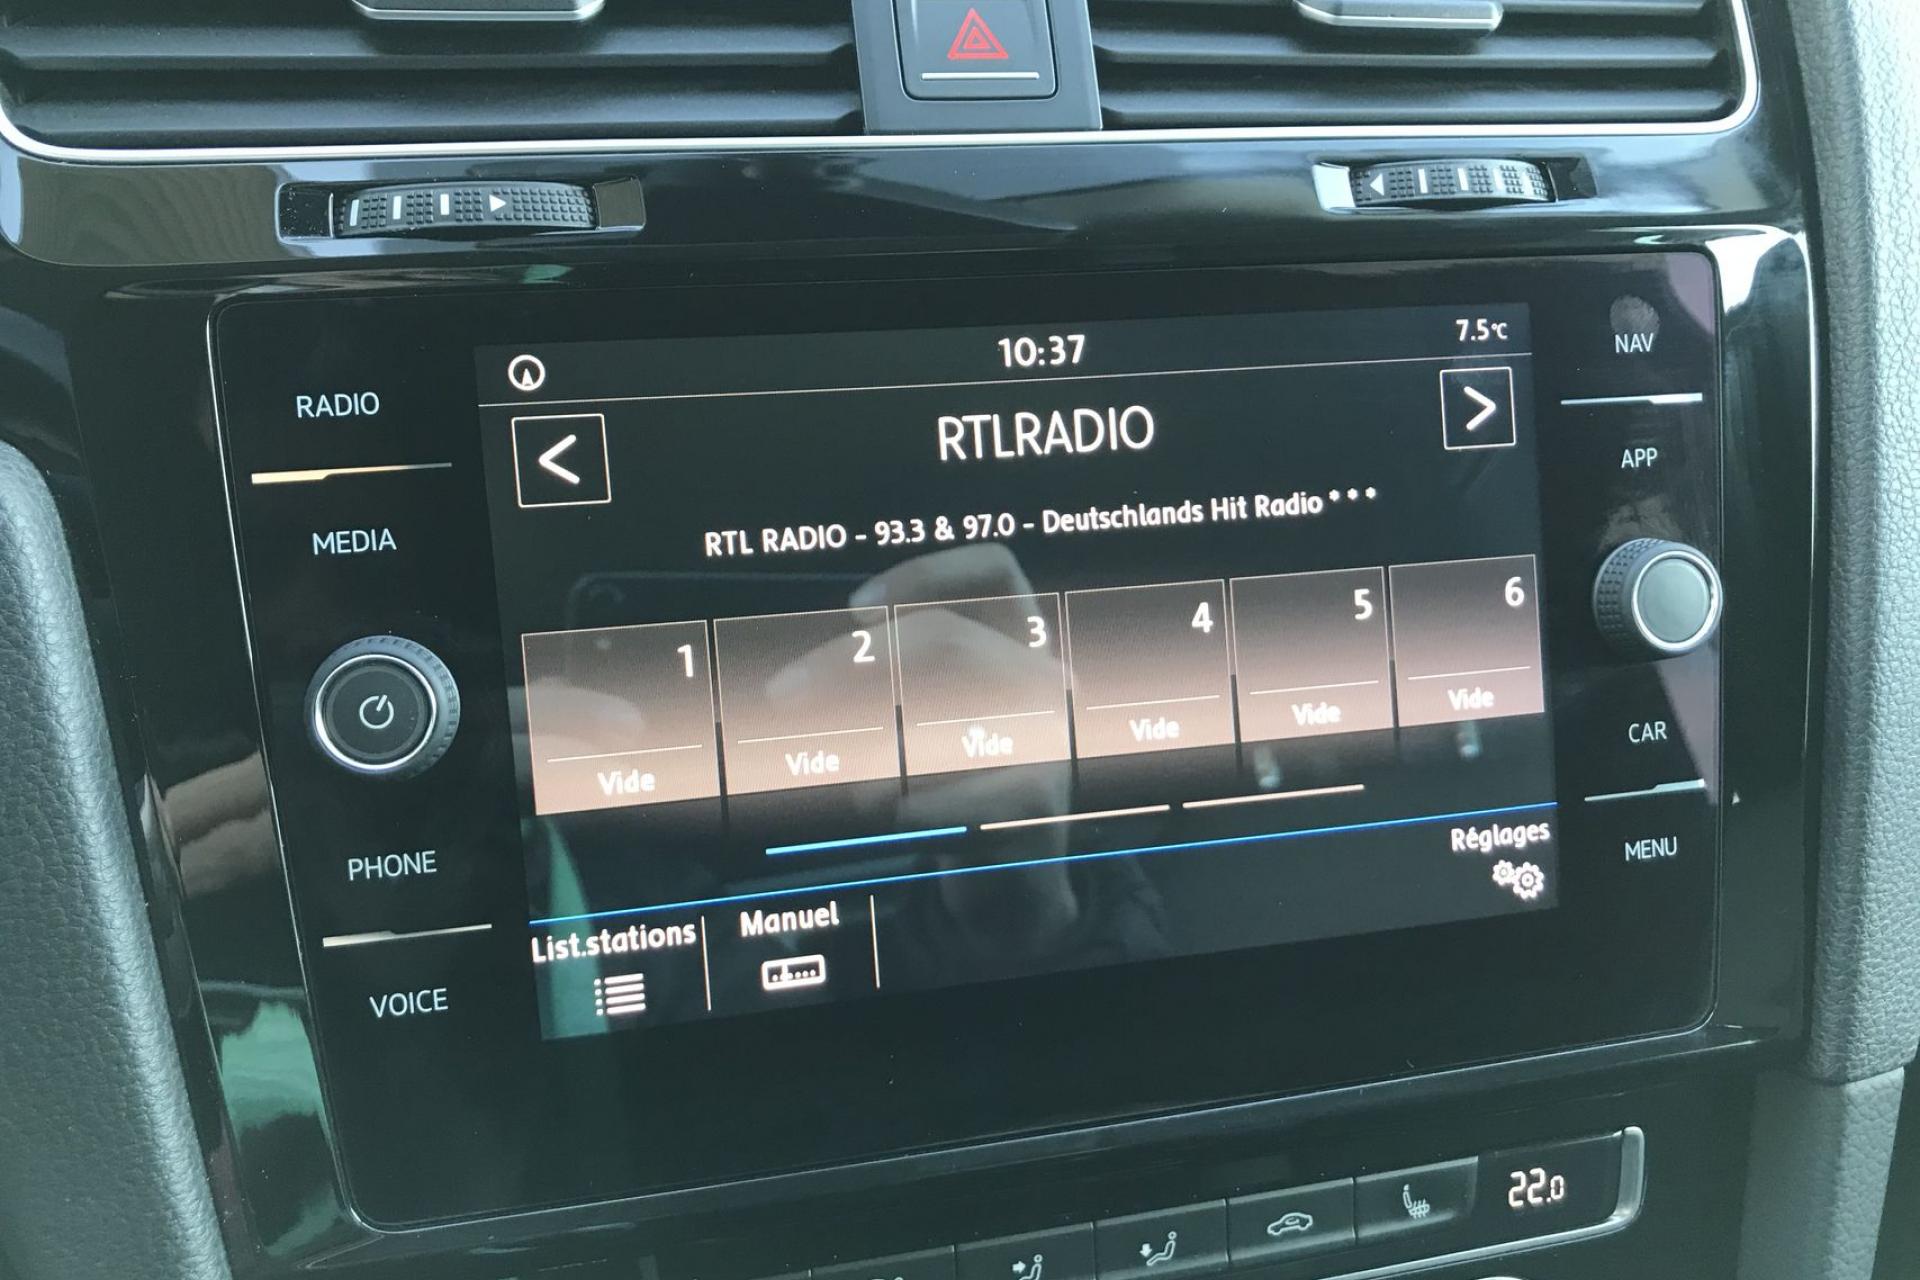 10:37
7.5°C
RADIO
MEDIA
PHONE
VOICE
<
RTLRADIO
>
RTL RADIO - 93.3 & 97.0 - Deutschlands Hit Radio * * *
1 2 3 4 5 6
Vide Vide Vide Vide Vide Vide
List.stations
Manuel
Réglages
NAV
APP
CAR
MENU
22.0